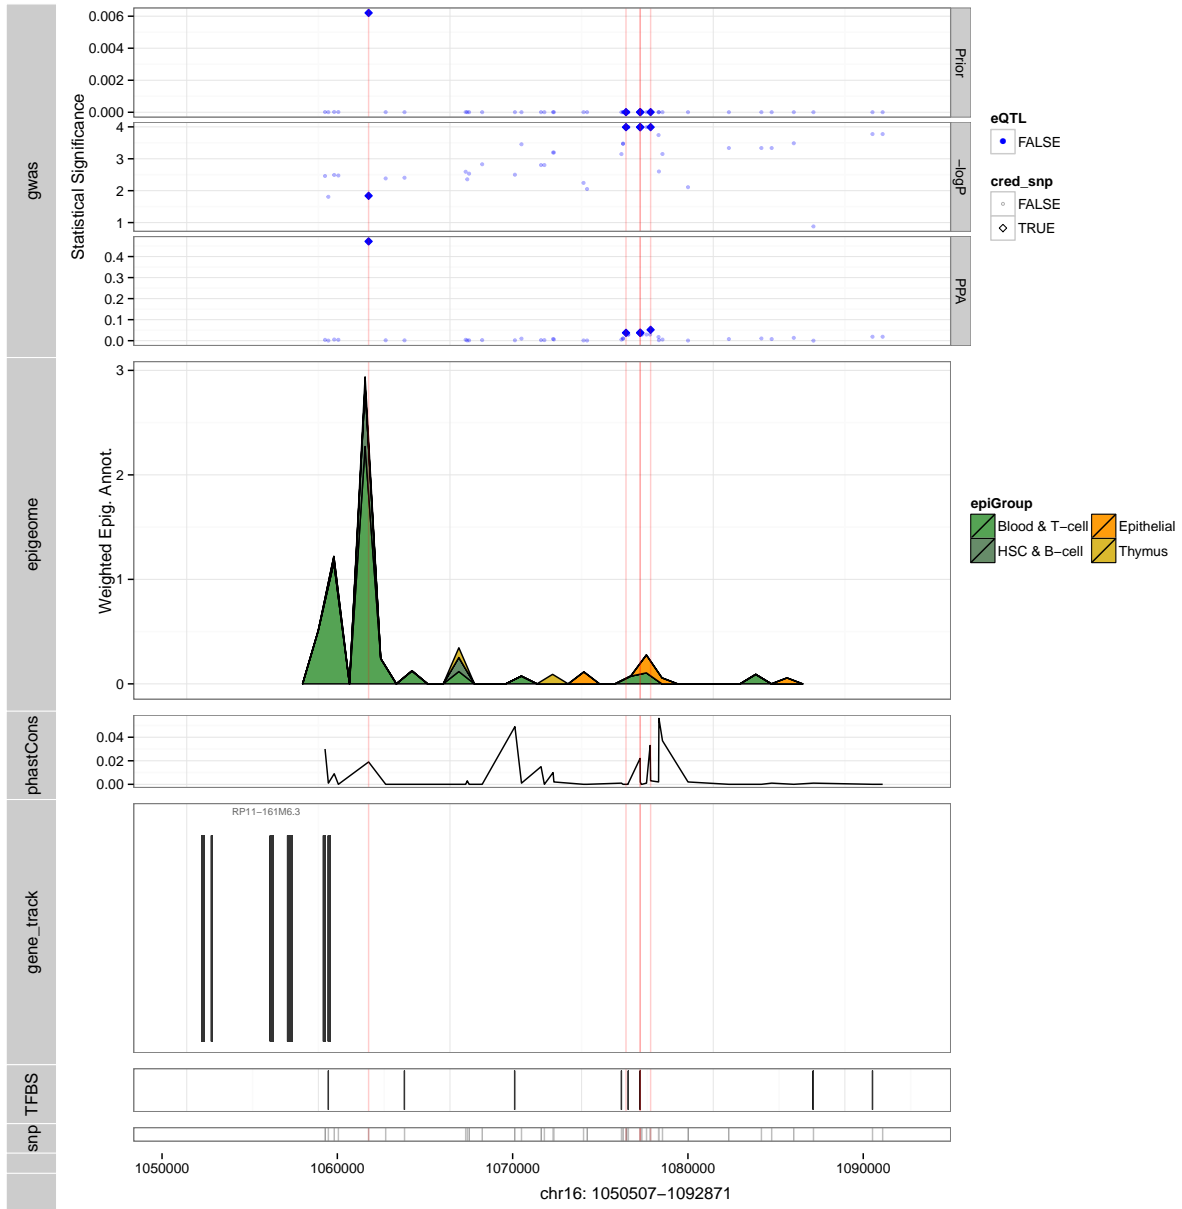 gwas
Statistical Significance
0.006
0.004
0.002
0.000
Prior
4
3
2
1
−logP
0.4
0.3
0.2
0.1
0.0
PPA
eQTL
FALSE
cred_snp
FALSE
TRUE
epigeome
Weighted Epig. Annot.
3
2
1
0
epiGroup
Blood & T−cell
Epithelial
HSC & B−cell
Thymus
phastCons
0.04
0.02
0.00
gene_track
RP11−161M6.3
TFBS
snp
1050000 1060000 1070000 1080000 1090000
chr16: 1050507−1092871